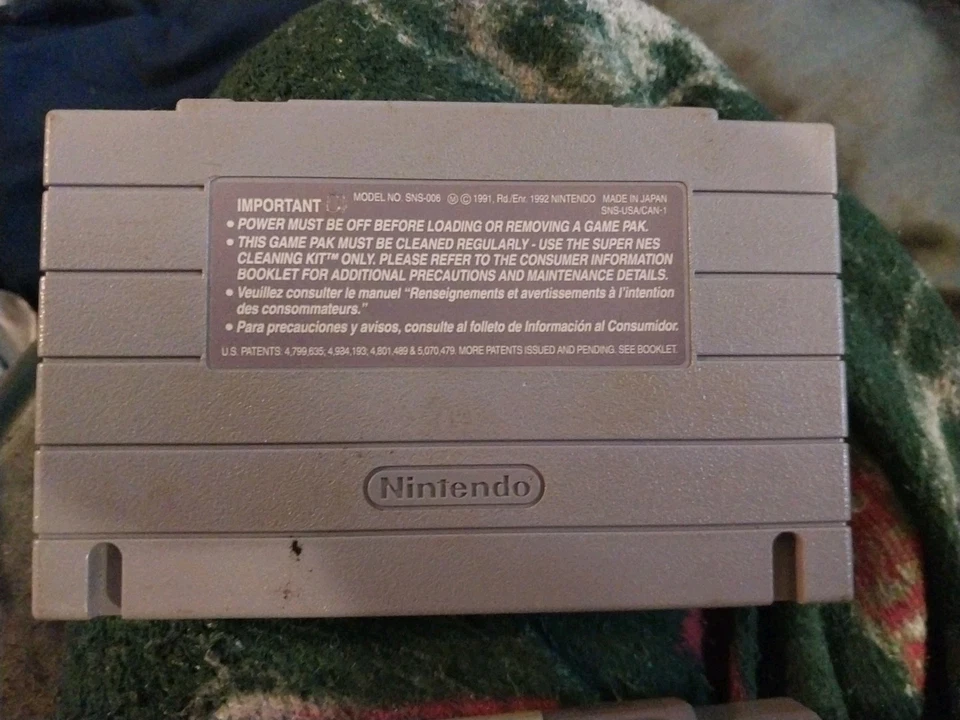 IMPORTANT MODEL NO. SNS-006 Ⓜ © 1991, Rd./Enr. 1992 NINTENDO MADE IN JAPAN
SNS-USA/CAN-1
● POWER MUST BE OFF BEFORE LOADING OR REMOVING A GAME PAK.
● THIS GAME PAK MUST BE CLEANED REGULARLY - USE THE SUPER NES
CLEANING KIT™ ONLY. PLEASE REFER TO THE CONSUMER INFORMATION
BOOKLET FOR ADDITIONAL PRECAUTIONS AND MAINTENANCE DETAILS.
● Veuillez consulter le manuel “Renseignements et avertissements à l'intention
des consommateurs.”
● Para precauciones y avisos, consulte al folleto de Información al Consumidor.
U.S. PATENTS: 4,799,635; 4,934,193; 4,801,489 & 5,070,479. MORE PATENTS ISSUED AND PENDING. SEE BOOKLET.
Nintendo